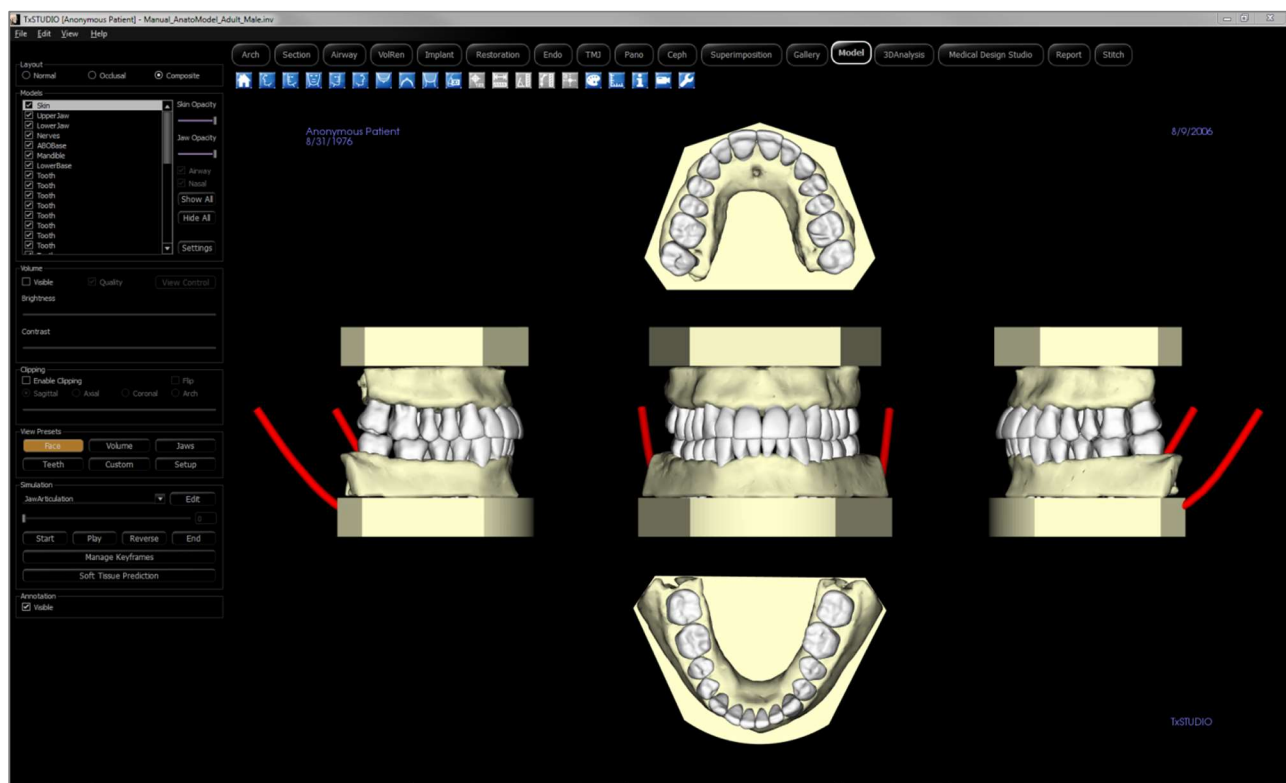 TxSTUDIO [Anonymous Patient] - Manual_AnatoModel_Adult_Male.inv
File Edit View Help
Arch Section Airway VolRen Implant Restoration Endo TMJ Pano Ceph Superimposition Gallery Model 3DAnalysis Medical Design Studio Report Stitch
Layout
Normal Occlusal Composite
Models
Skin
UpperJaw
LowerJaw
Nerves
ABOBase
Mandible
LowerBase
Tooth
Tooth
Tooth
Tooth
Tooth
Tooth
Tooth
Tooth
Skin Opacity
Jaw Opacity
Airway
Nasal
Show All
Hide All
Settings
Volume
Visible Quality View Control
Brightness
Contrast
Clipping
Enable Clipping Flip
Sagittal Axial Coronal Arch
View Presets
Face Volume Jaws
Teeth Custom Setup
Simulation
JawArticulation Edit
0
Start Play Reverse End
Manage Keyframes
Soft Tissue Prediction
Annotation
Visible
Anonymous Patient
8/31/1976
8/9/2006
TxSTUDIO